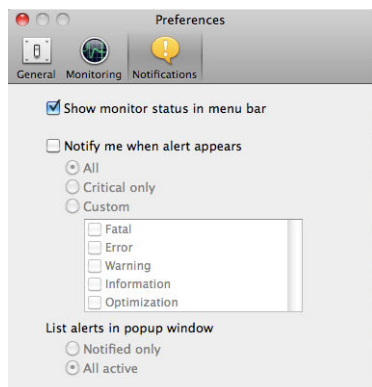 Preferences
General Monitoring Notifications
Show monitor status in menu bar
Notify me when alert appears
All
Critical only
Custom
Fatal
Error
Warning
Information
Optimization
List alerts in popup window
Notified only
All active